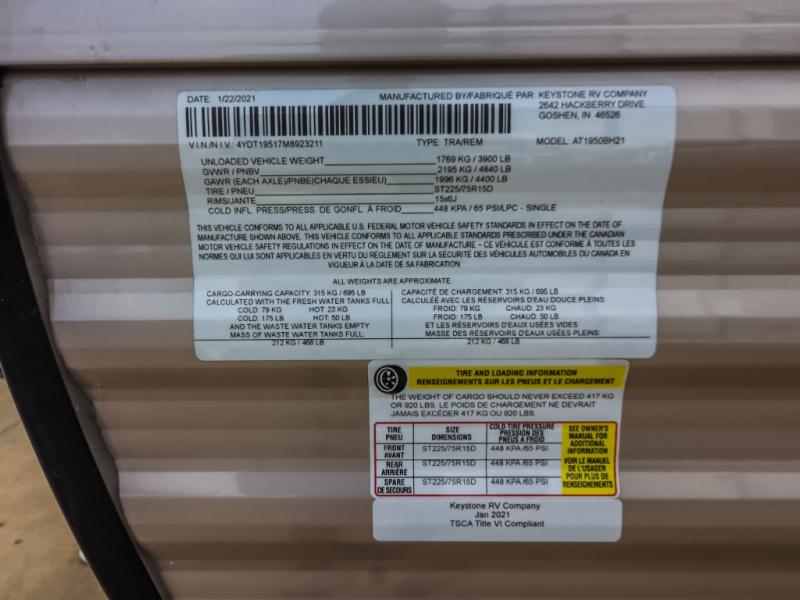 DATE: 1/22/2021 MANUFACTURED BY/FABRIQUÉ PAR: KEYSTONE RV COMPANY
2642 HACKBERRY DRIVE
GOSHEN, IN 46526
V.I.N./N.I.V.: 4YDT19517M8923211 TYPE: TRA/REM MODEL: AT1950BH21
UNLOADED VEHICLE WEIGHT 1769 KG / 3900 LB
GVWR / PNBV 2195 KG / 4840 LB
GAWR (EACH AXLE)/PNBE(CHAQUE ESSIEU) 1996 KG / 4400 LB
TIRE / PNEU ST225/75R15D
RIMS/JANTE 15x6J
COLD INFL. PRESS/PRESS. DE GONFL. À FROID 448 KPA / 65 PSI/LPC - SINGLE
THIS VEHICLE CONFORMS TO ALL APPLICABLE U.S. FEDERAL MOTOR VEHICLE SAFETY STANDARDS IN EFFECT ON THE DATE OF
MANUFACTURE SHOWN ABOVE. THIS VEHICLE CONFORMS TO ALL APPLICABLE STANDARDS PRESCRIBED UNDER THE CANADIAN
MOTOR VEHICLE SAFETY REGULATIONS IN EFFECT ON THE DATE OF MANUFACTURE ~ CE VÉHICULE EST CONFORME À TOUTES LES
NORMES QUI LUI SONT APPLICABLES EN VERTU DU RÈGLEMENT SUR LA SÉCURITÉ DES VÉHICULES AUTOMOBILES DU CANADA EN
VIGUEUR À LA DATE DE SA FABRICATION.
ALL WEIGHTS ARE APPROXIMATE.
CARGO-CARRYING CAPACITY: 315 KG / 695 LB
CALCULATED WITH THE FRESH WATER TANKS FULL:
COLD: 79 KG HOT: 23 KG
COLD: 175 LB HOT: 50 LB
AND THE WASTE WATER TANKS EMPTY
MASS OF WASTE WATER TANKS FULL:
212 KG / 468 LB
CAPACITÉ DE CHARGEMENT: 315 KG / 695 LB
CALCULÉE AVEC LES RÉSERVOIRS D'EAU DOUCE PLEINS:
FROID: 79 KG CHAUD: 23 KG
FROID: 175 LB CHAUD: 50 LB
ET LES RÉSERVOIRS D'EAUX USÉES VIDES
MASSE DES RÉSERVOIRS D'EAUX USÉES PLEINS:
212 KG / 468 LB
TIRE AND LOADING INFORMATION
RENSEIGNEMENTS SUR LES PNEUS ET LE CHARGEMENT
THE WEIGHT OF CARGO SHOULD NEVER EXCEED 417 KG
OR 920 LBS. LE POIDS DE CHARGEMENT NE DEVRAIT
JAMAIS EXCÉDER 417 KG OU 920 LBS.
TIRE
PNEU
SIZE
DIMENSIONS
COLD TIRE PRESSURE
PRESSION DES
PNEUS A FROID
FRONT
AVANT
ST225/75R15D 448 KPA/65 PSI
REAR
ARRIÈRE
ST225/75R15D 448 KPA/65 PSI
SPARE
DE SECOURS
ST225/75R15D 448 KPA/65 PSI
SEE OWNER'S
MANUAL FOR
ADDITIONAL
INFORMATION
VOIR LE MANUEL
DE L'USAGER
POUR PLUS DE
RENSEIGNEMENTS
Keystone RV Company
Jan 2021
TSCA Title VI Compliant